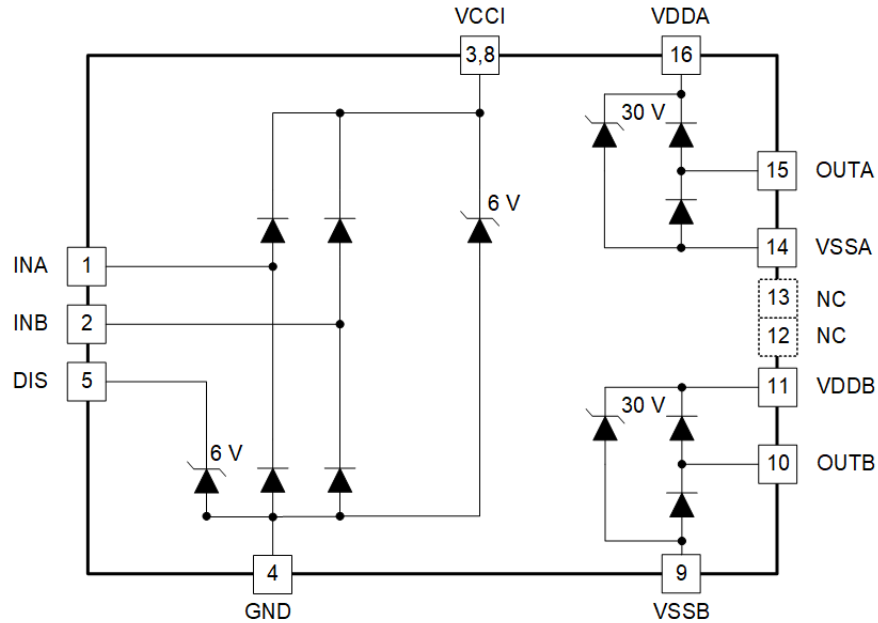 VCCI
VDDA
3,8
16
30 V
15
OUTA
6 V
14
VSSA
INA
1
13
NC
INB
2
12
NC
DIS
5
11
VDDB
30 V
6 V
10
OUTB
4
9
GND
VSSB